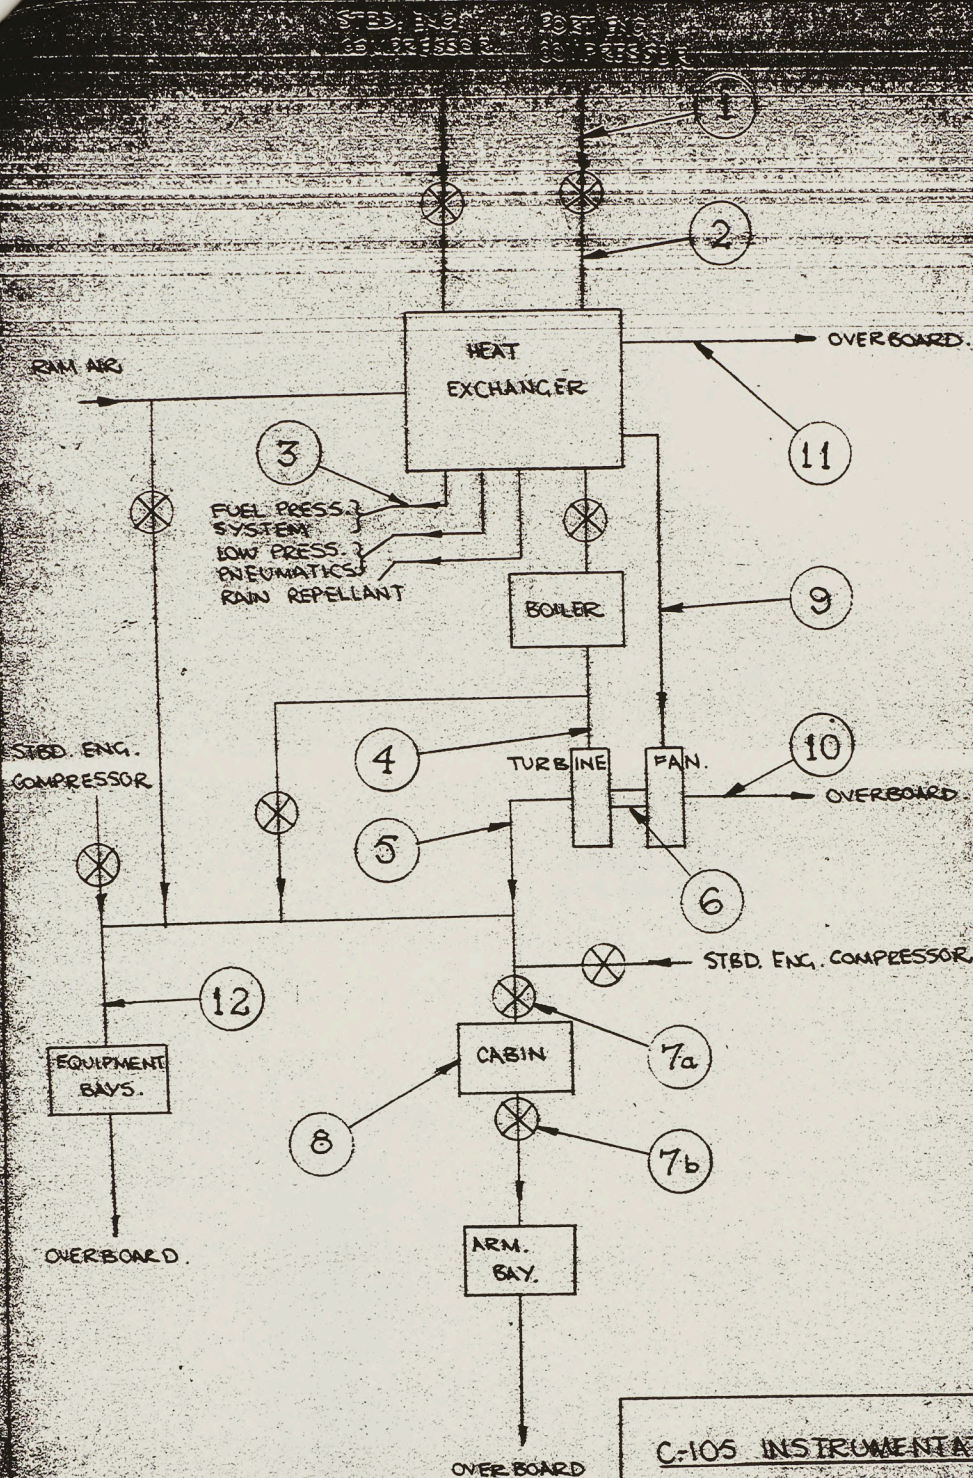 STBD. ENG.
COMPRESSOR
PORT ENG.
COMPRESSOR
1
2
HEAT
EXCHANGER
OVERBOARD.
RAM AIR
3
11
FUEL PRESS.
SYSTEM
LOW PRESS.
PNEUMATICS
RAIN REPELLANT
BOILER
9
STBD. ENG.
COMPRESSOR
4
TURBINE
FAN.
10
OVERBOARD.
5
6
STBD. ENG. COMPRESSOR
12
7a
EQUIPMENT
BAYS.
CABIN
8
7b
OVERBOARD.
ARM.
BAY.
OVERBOARD
C-105 INSTRUMENTA